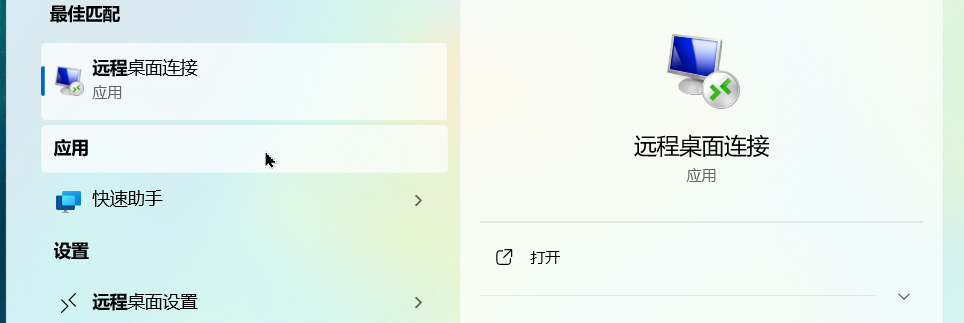 最佳匹配
远程桌面连接
应用
应用
快速助手
设置
远程桌面设置
远程桌面连接
应用
打开